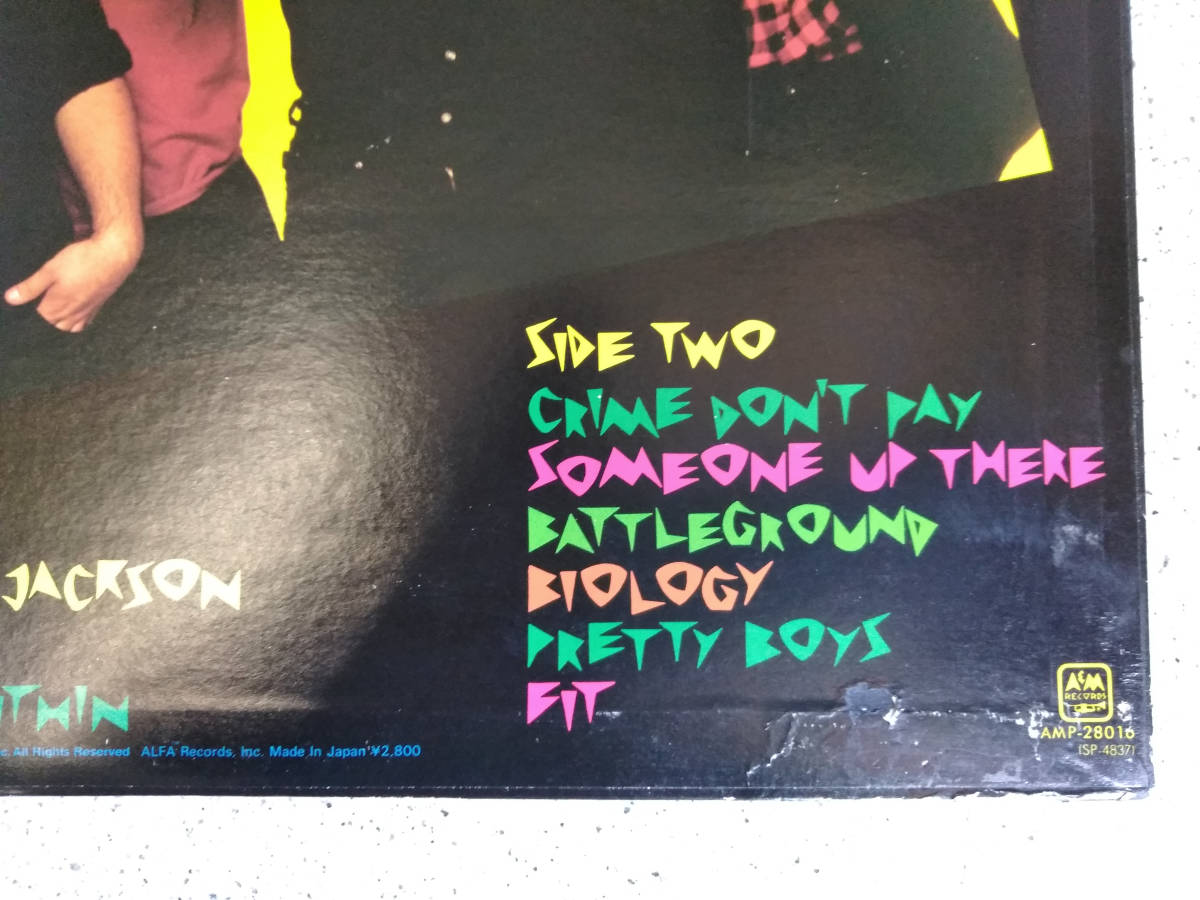 SIDE TWO
CRIME DON'T PAY
SOMEONE UP THERE
BATTLEGROUND
BIOLOGY
PRETTY BOYS
FIT
JACKSON
ITHIN
c. All Rights Reserved ALFA Records, Inc. Made in Japan ¥2,800
A&M
RECORDS
AMP-28016
(SP-4837)